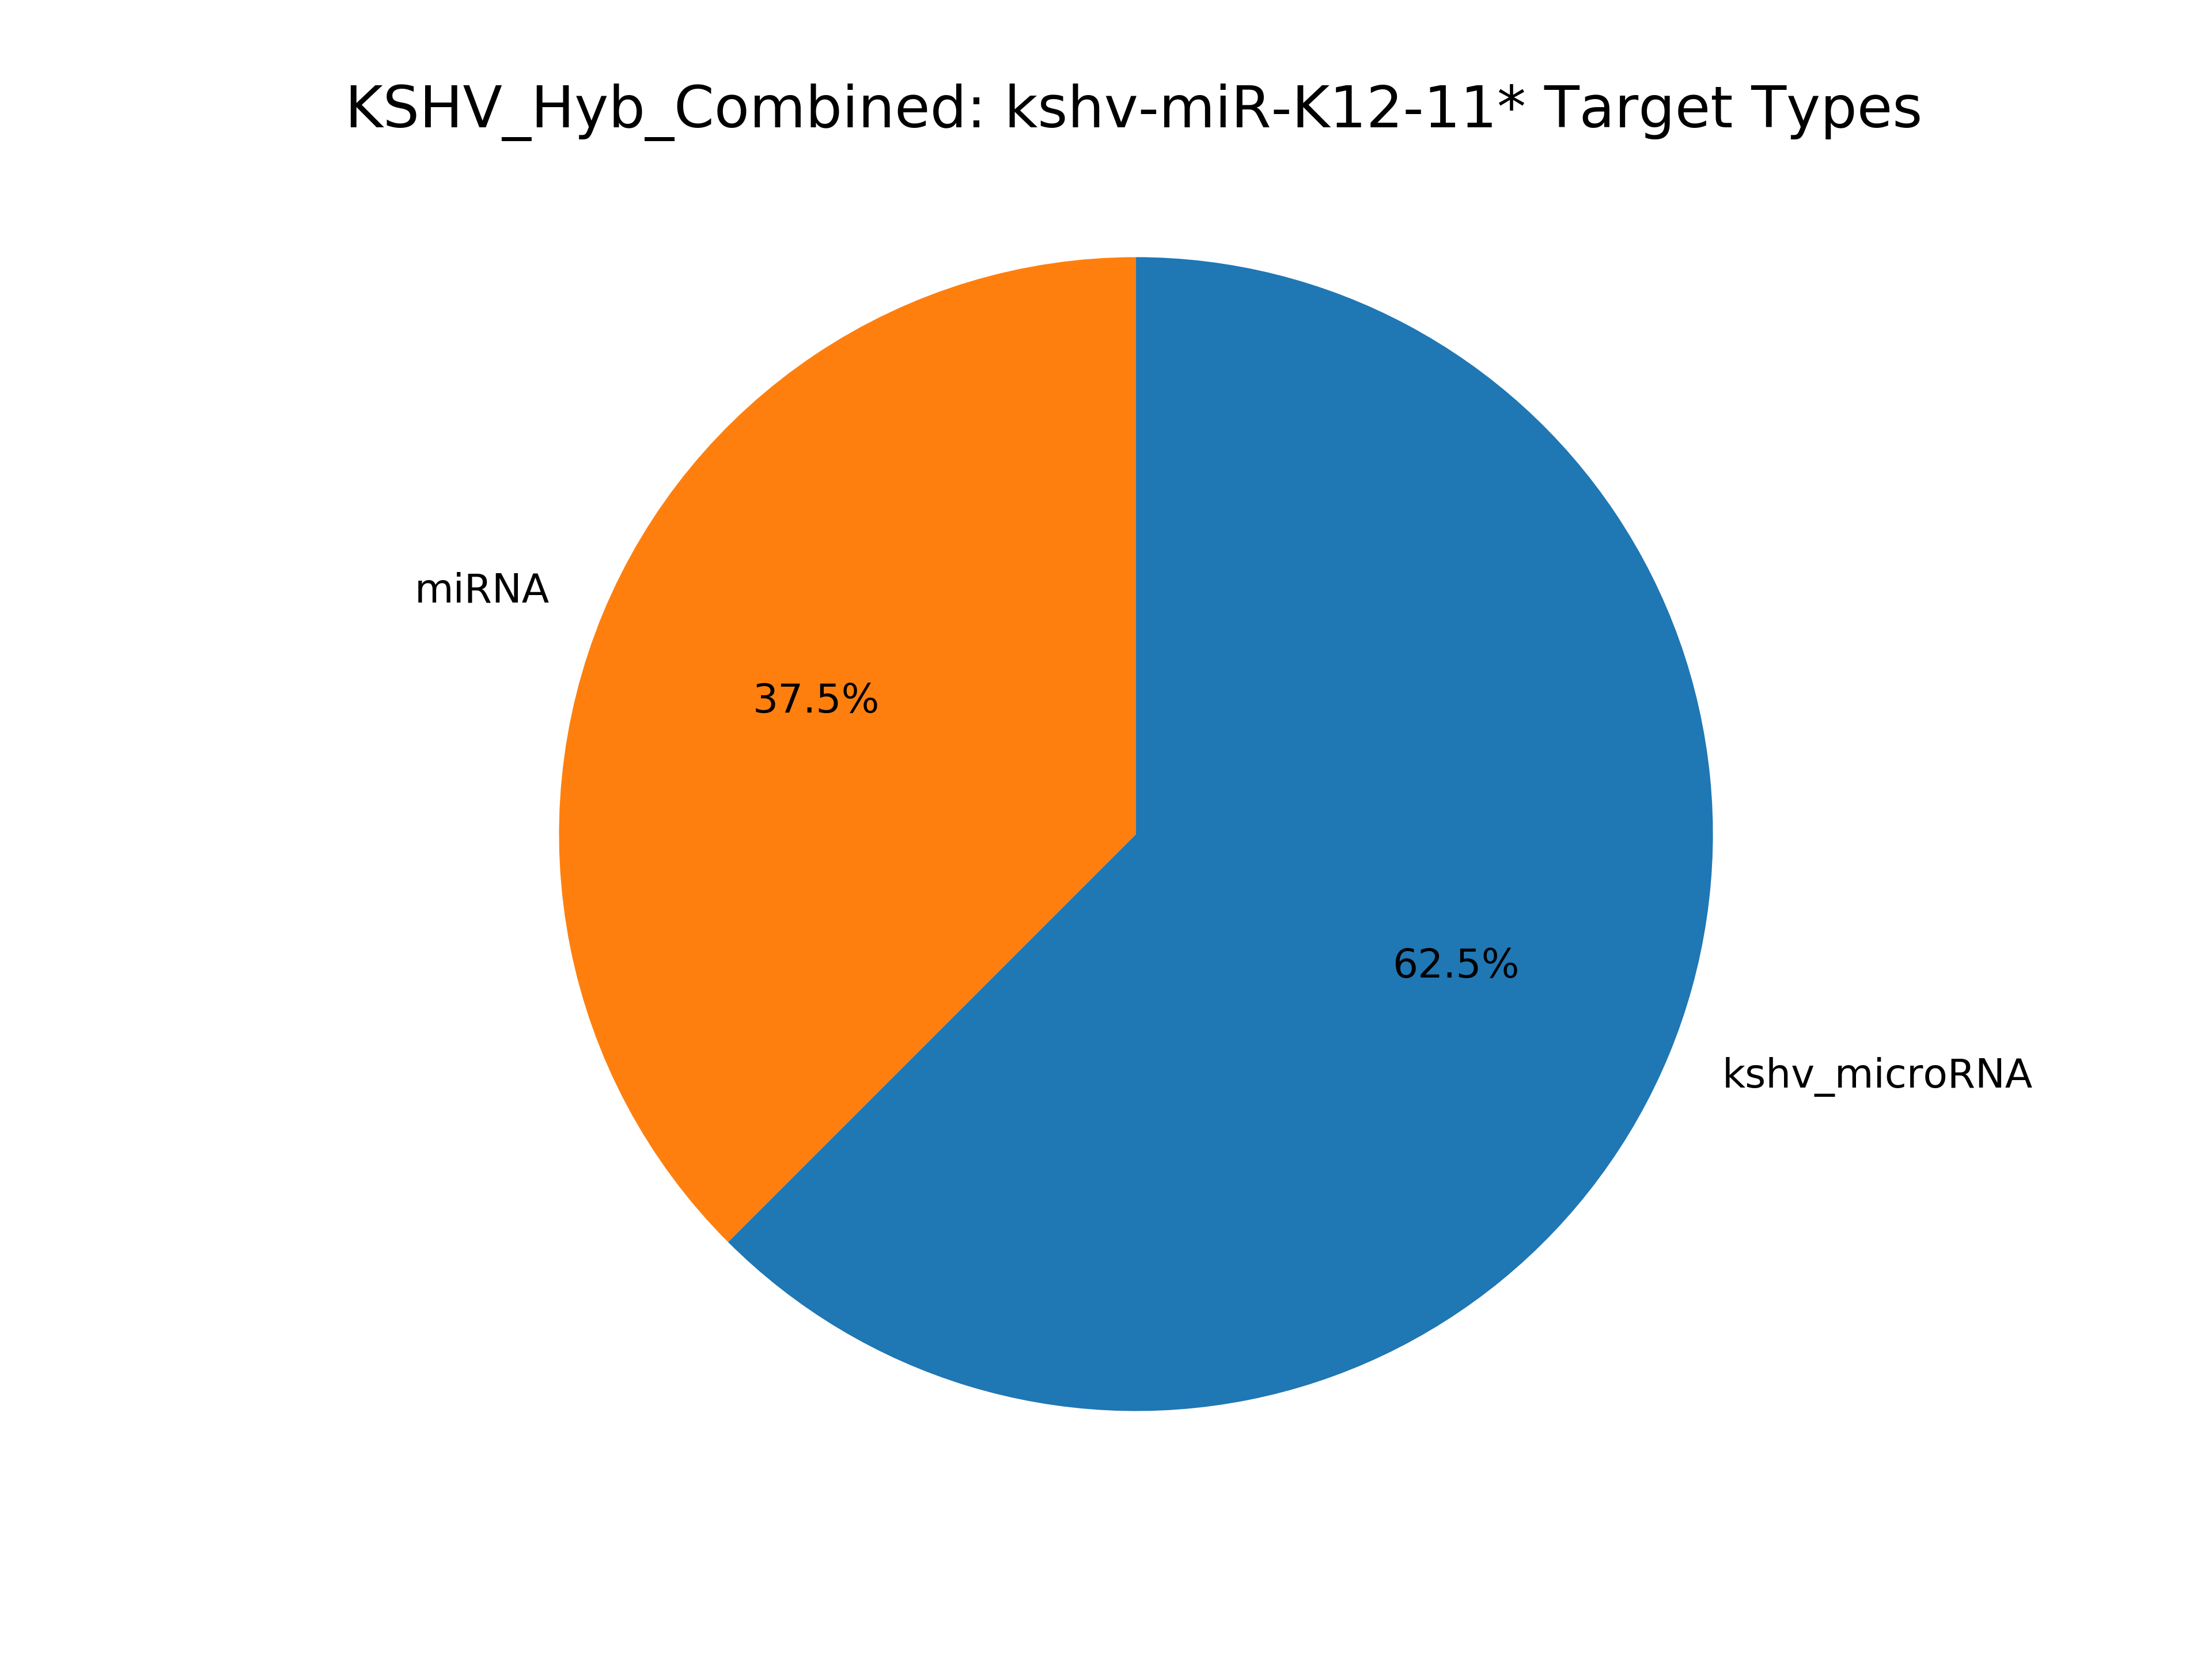 KSHV_Hyb_Combined: kshv-miR-K12-11* Target Types
miRNA
37.5%
62.5%
kshv_microRNA